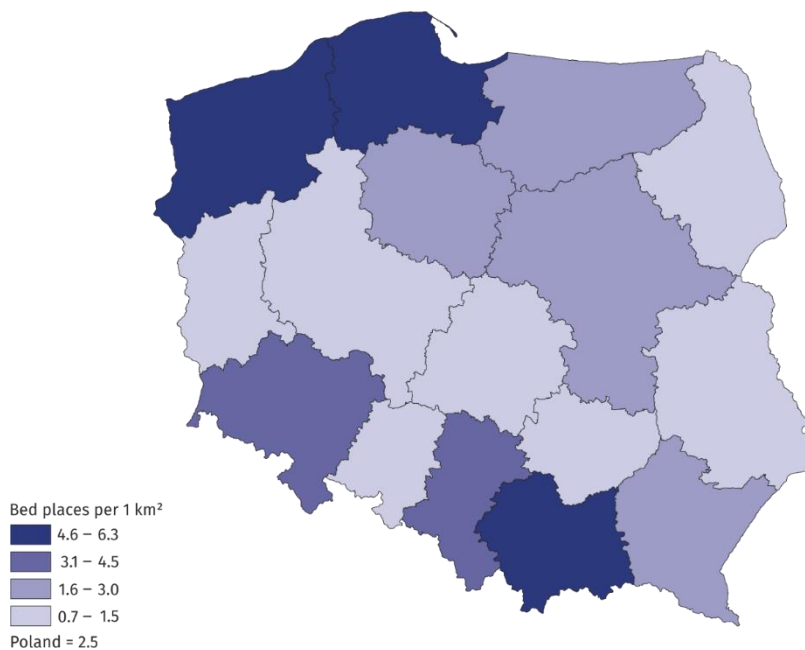 Bed places per 1 km²
4.6 – 6.3
3.1 – 4.5
1.6 – 3.0
0.7 – 1.5
Poland = 2.5